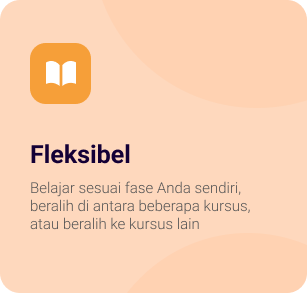 Fleksibel
Belajar sesuai fase Anda sendiri,
beralih di antara beberapa kursus,
atau beralih ke kursus lain